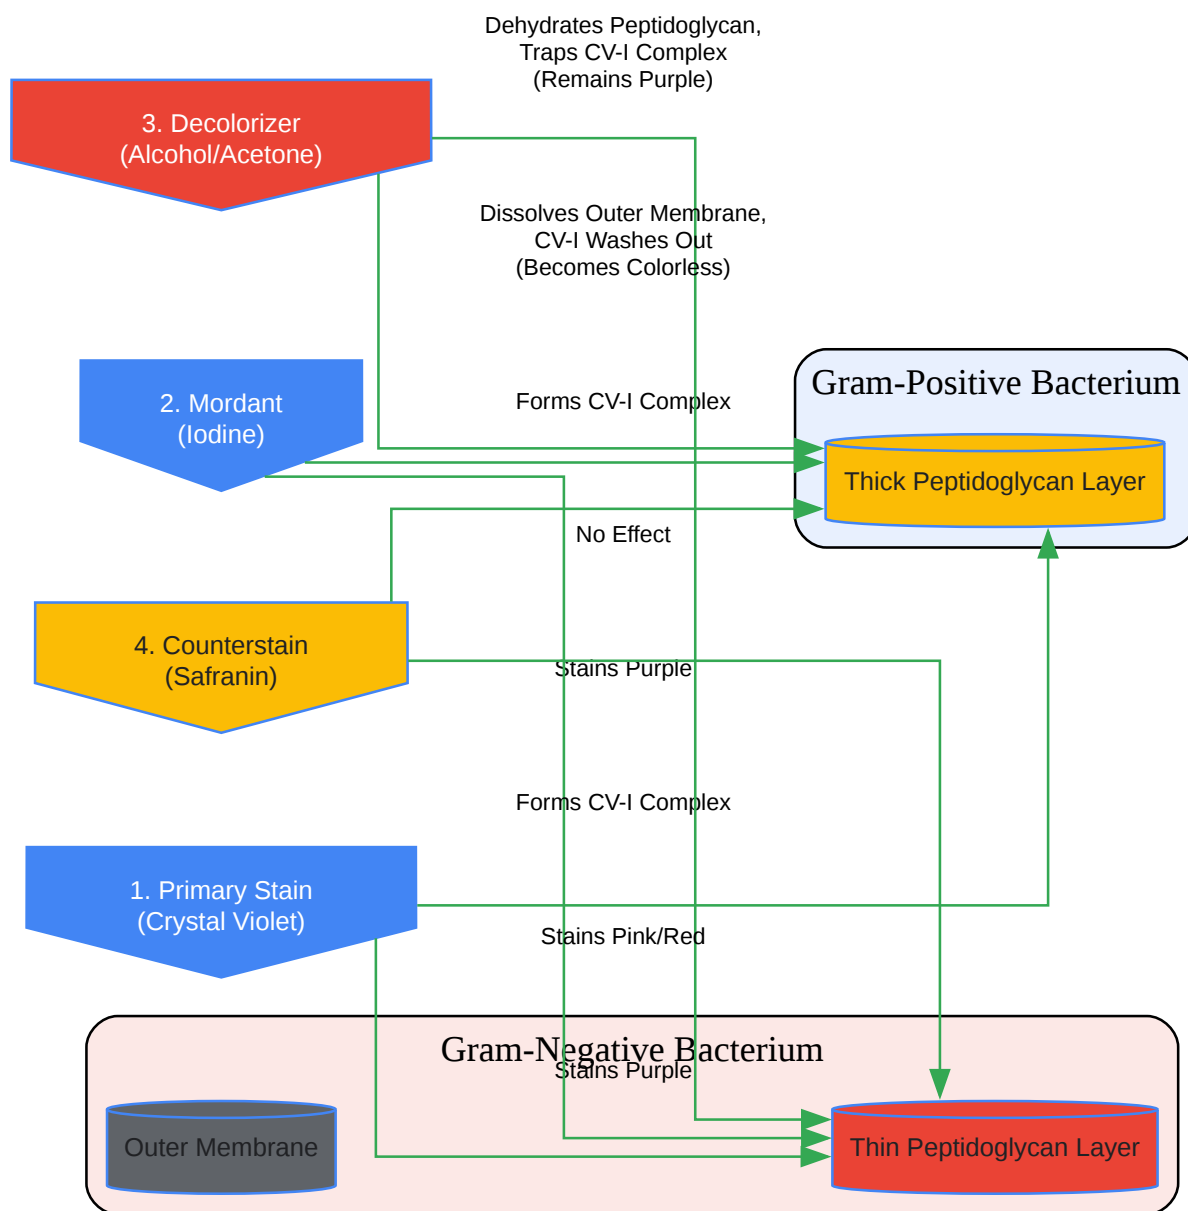 Dehydrates Peptidoglycan,
Traps CV-I Complex
(Remains Purple)
3. Decolorizer
(Alcohol/Acetone)
Dissolves Outer Membrane,
CV-I Washes Out
(Becomes Colorless)
Gram-Positive Bacterium
2. Mordant
(Iodine)
Forms CV-I Complex
Thick Peptidoglycan Layer
No Effect
4. Counterstain
(Safranin)
Stains Purple
Forms CV-I Complex
1. Primary Stain
(Crystal Violet)
Stains Pink/Red
Gram-Negative Bacterium
Stains Purple
Outer Membrane
Thin Peptidoglycan Layer